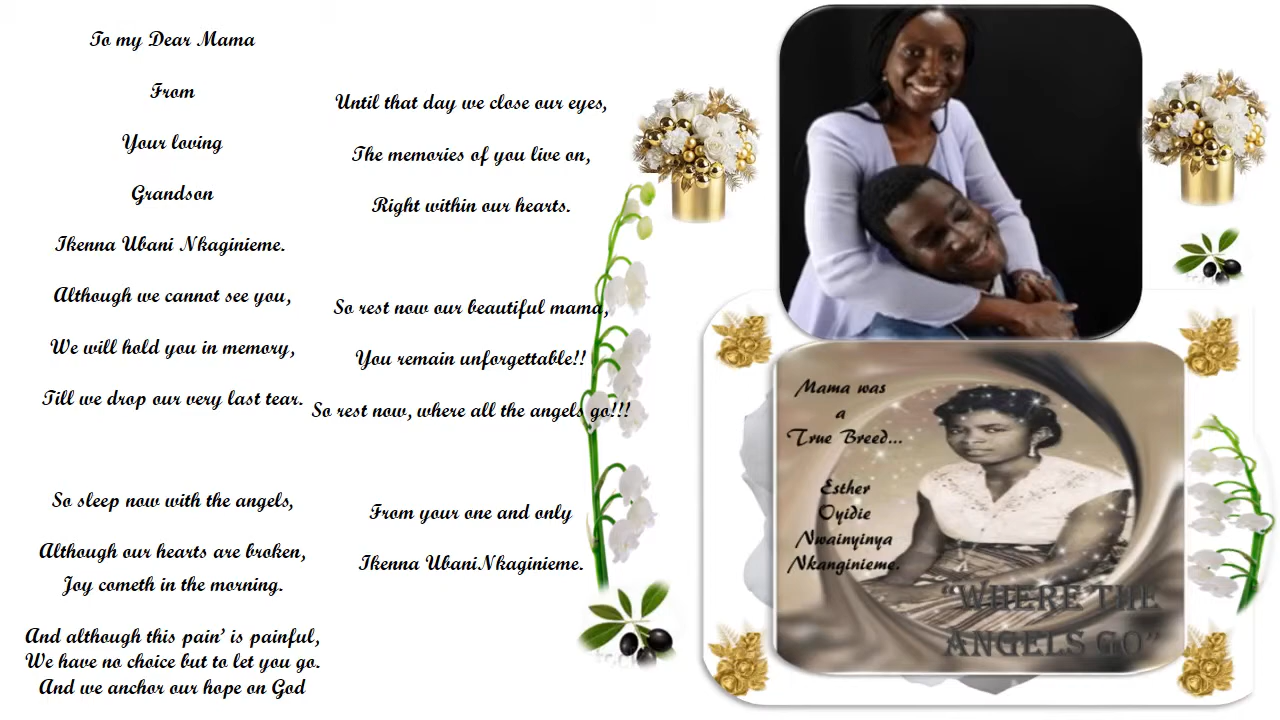 To my Dear Mama
From
Your loving
Grandson
Ikenna Ubani Nkaginieme.
Although we cannot see you,
We will hold you in memory,
Till we drop our very last tear.
So sleep now with the angels,
Although our hearts are broken,
Joy cometh in the morning.
And although this pain’ is painful,
We have no choice but to let you go.
And we anchor our hope on God
Until that day we close our eyes,
The memories of you live on,
Right within our hearts.
So rest now our beautiful mama,
You remain unforgettable!!
So rest now, where all the angels go!!!
From your one and only
Ikenna UbaniNkaginieme.
Mama was
a
True Breed...
Esther
Oyidie
Nwainyinya
Nkanginieme.
“WHERE THE
ANGELS GO”